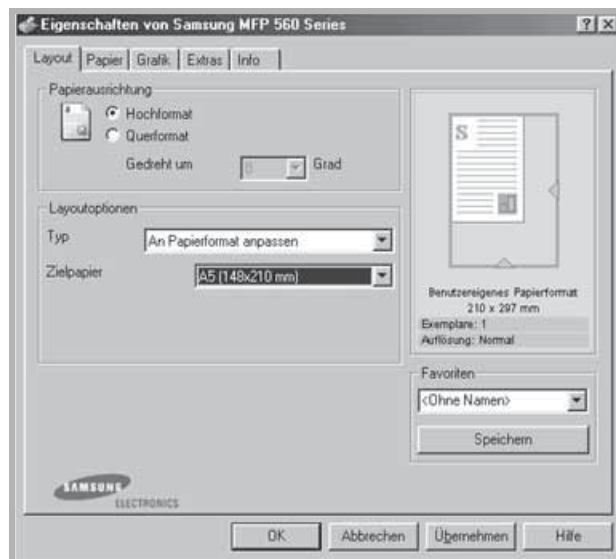 Eigenschaften von Samsung MFP 560 Series
Layout Papier Grafik Extras Info
Papierausrichtung
Hochformat
Querformat
Gedreht um 0 Grad
Layoutoptionen
Typ An Papierformat anpassen
Zielpapier A5 (148x210 mm)
S
Benutzereigenes Papierformat
210 x 297 mm
Exemplare: 1
Auflösung: Normal
Favoriten
<Ohne Namen>
Speichern
SAMSUNG
ELECTRONICS
OK Abbrechen Übernehmen Hilfe